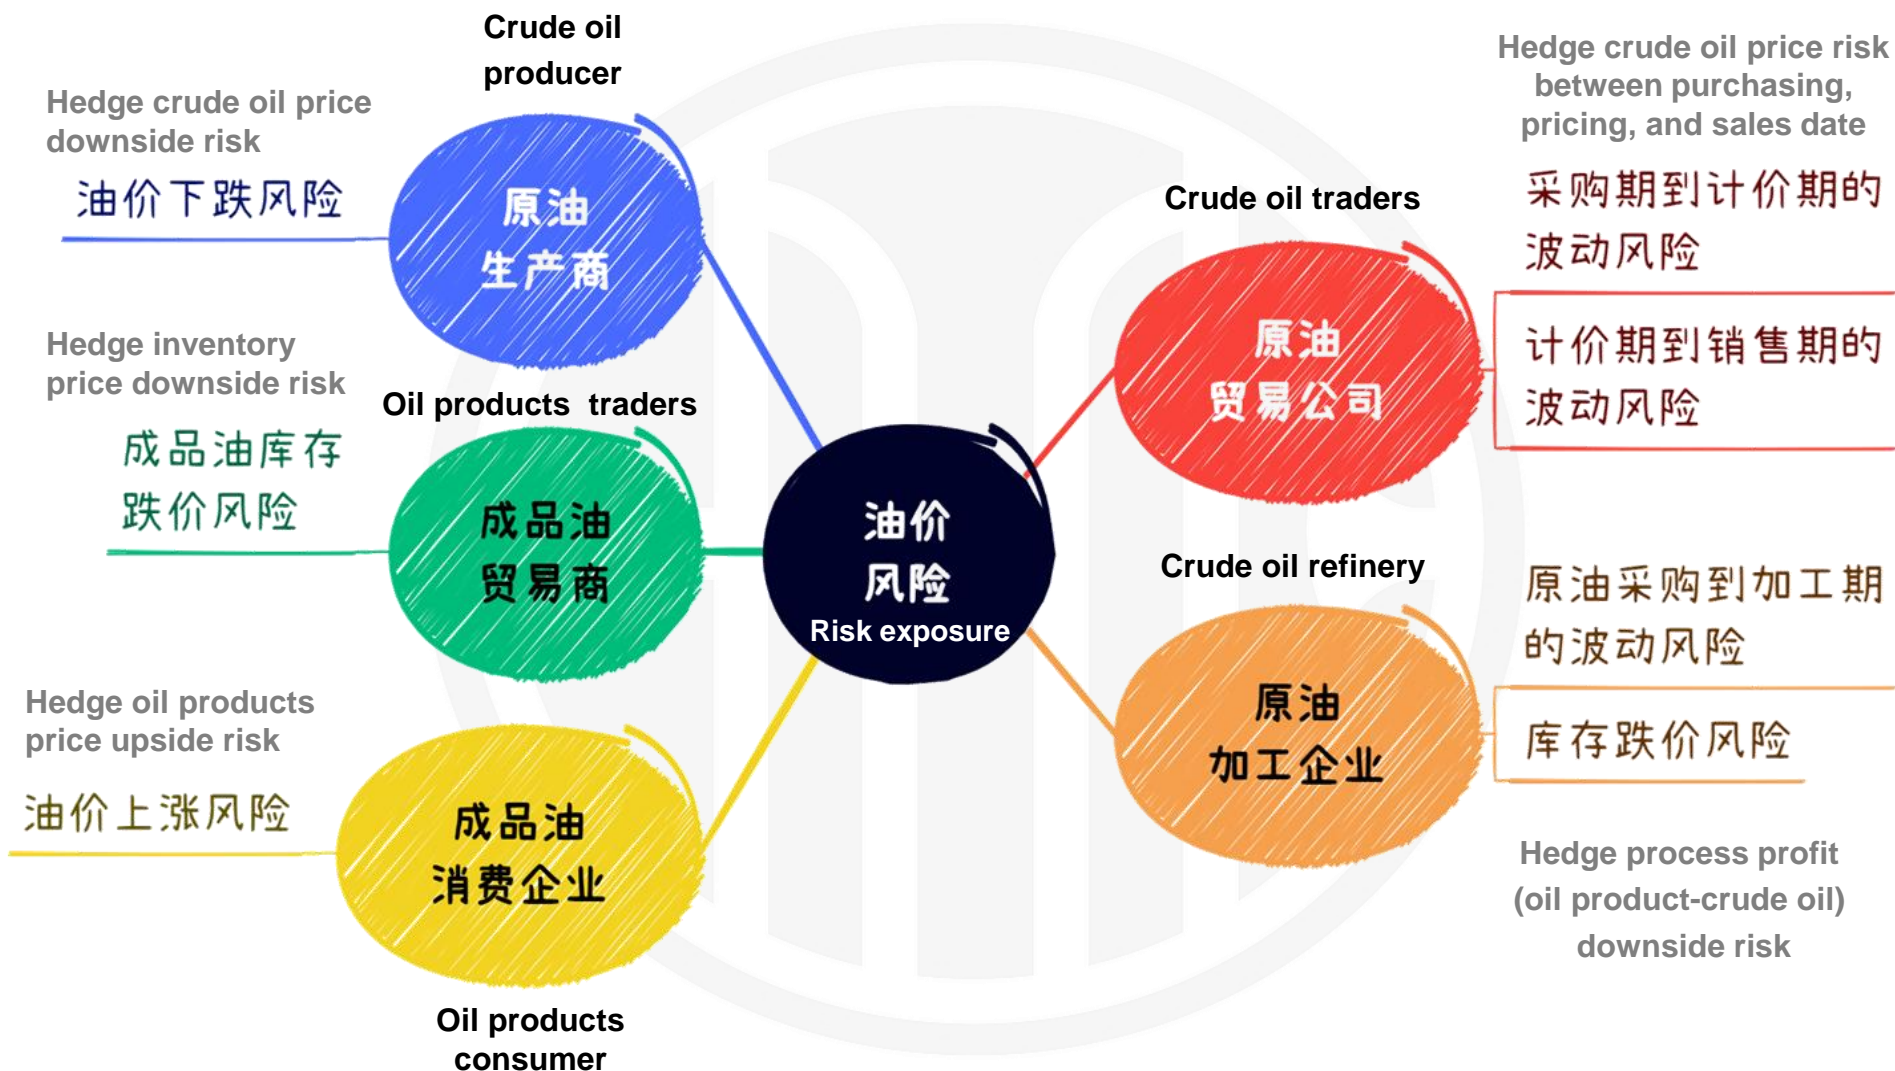 Crude oil
producer
Hedge crude oil price
downside risk
油价下跌风险
原油
生产商
Hedge inventory
price downside risk
Oil products  traders
成品油库存
跌价风险
成品油
贸易商
Hedge oil products
price upside risk
油价上涨风险
成品油
消费企业
Oil products
consumer
油价
风险
Risk exposure
Hedge crude oil price risk
between purchasing,
pricing, and sales date
Crude oil traders
采购期到计价期的
波动风险
原油
贸易公司
计价期到销售期的
波动风险
Crude oil refinery
原油采购到加工期
的波动风险
原油
加工企业
库存跌价风险
Hedge process profit
(oil product-crude oil)
downside risk